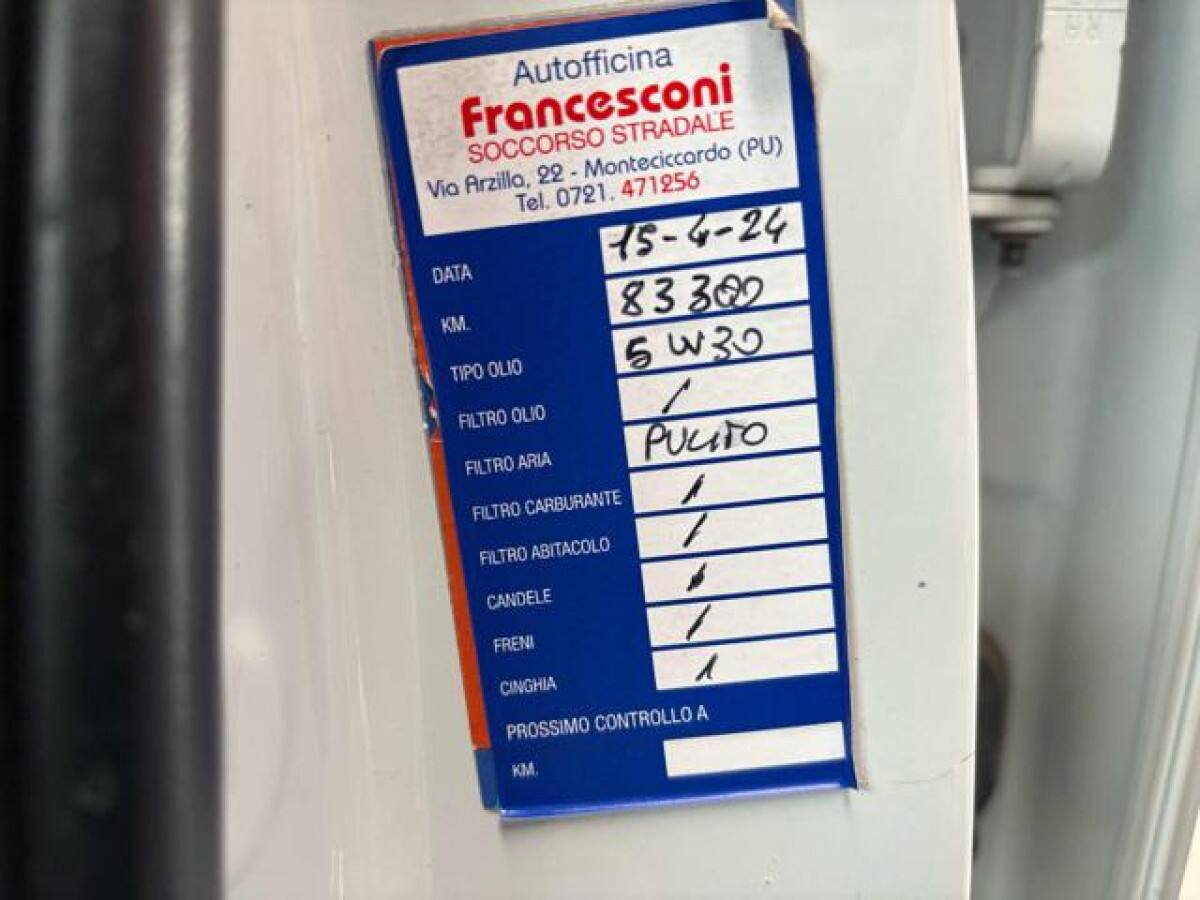 Autofficina
Francesconi
SOCCORSO STRADALE
Via Arzilla, 22 - Monteciccardo (PU)
Tel. 0721. 471256
DATA 15-4-24
KM. 83300
TIPO OLIO 5W30
FILTRO OLIO /
FILTRO ARIA PULITO
FILTRO CARBURANTE /
FILTRO ABITACOLO /
CANDELE /
FRENI /
CINGHIA /
PROSSIMO CONTROLLO A
KM.